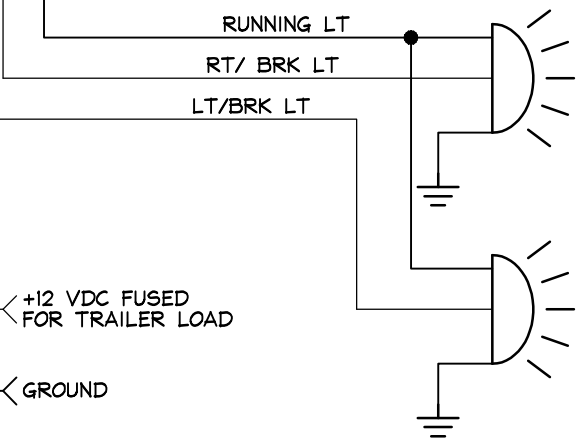 RUNNING LT
RT/ BRK LT
LT/BRK LT
+12 VDC FUSED
FOR TRAILER LOAD
GROUND